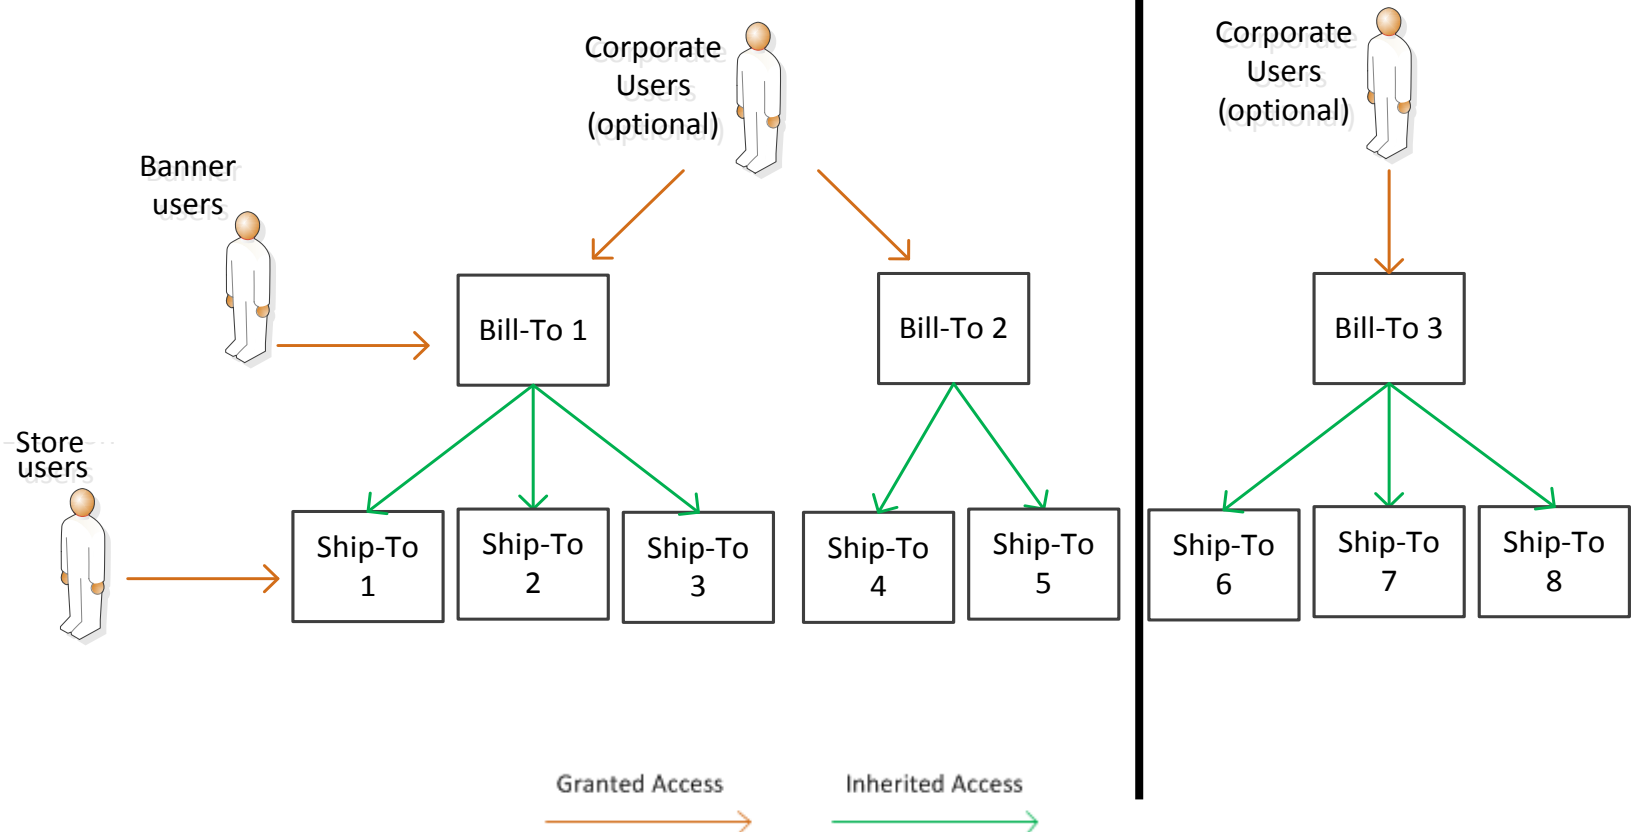 Corporate
Users
(optional)
Corporate
Users
(optional)
Banner
users
Bill-To 1
Bill-To 2
Bill-To 3
Store
users
Ship-To
1
Ship-To
2
Ship-To
3
Ship-To
4
Ship-To
5
Ship-To
6
Ship-To
7
Ship-To
8
Granted Access
Inherited Access